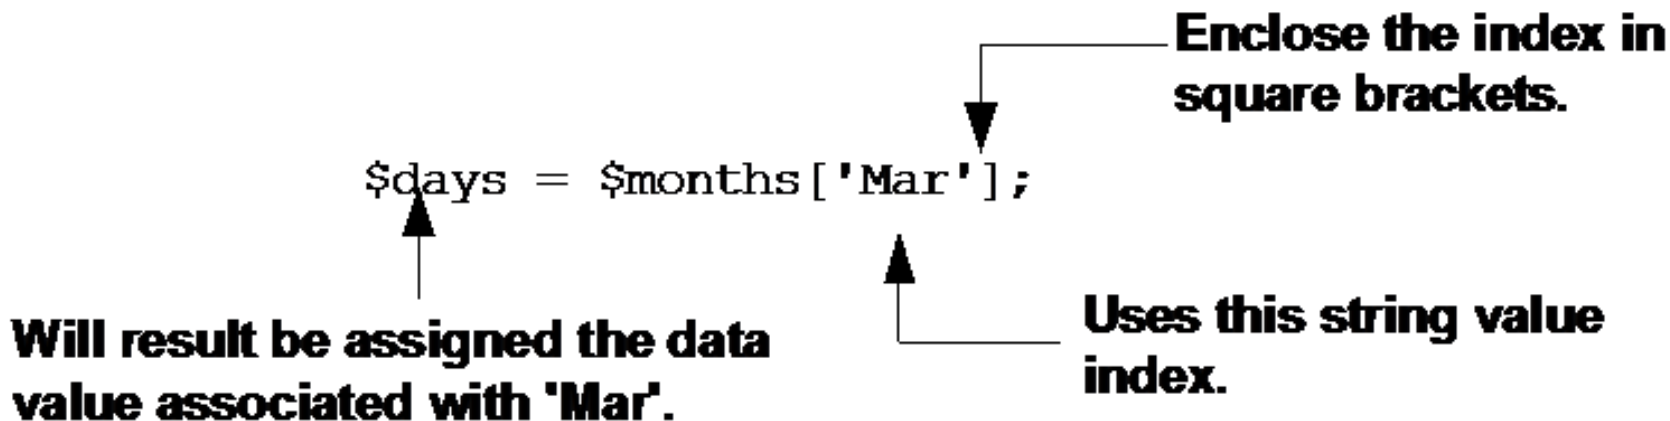 Enclose the index in
square brackets.
$days = $months['Mar'];
Will result be assigned the data
value associated with 'Mar'.
Uses this string value
index.